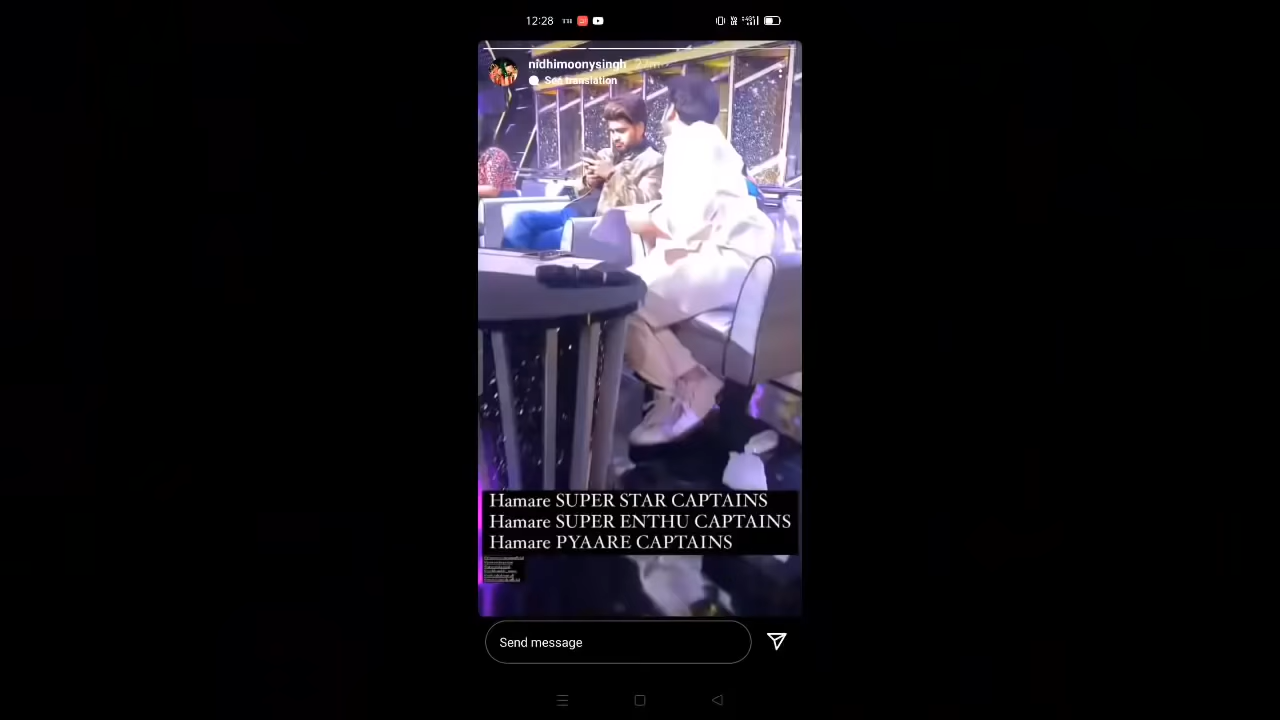 12:28
nidhimoonysingh
See translation
Hamare SUPER STAR CAPTAINS
Hamare SUPER ENTHU CAPTAINS
Hamare PYAARE CAPTAINS
Send message